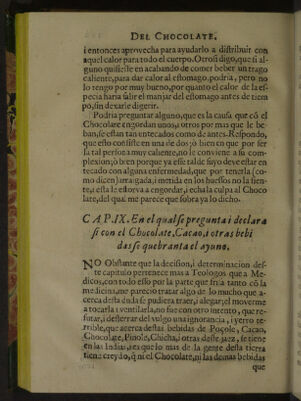 DEL CHOCOLATE,
i entonces aprovecha para ayudarlo a distribuir con
aquel calor para todo el cuerpo. Otrosi digo, que si al-
guno quisiesse en acabando de comer beber un trago
caliente, para dar calor al estomago, podria, pero no
lo tengo por muy bueno, por quanto el calor de la es-
pecia haria salir el manjar del estomago antes de tiem
po, sin dexarle digerir.
Podria preguntar alguno, que es la causa que cõ el
Chocolate engordan unos, i otros por mas que le be-
ban, se estan tan entecados como de antes. Respondo,
que esto consiste en una de dos; ò bien en que por ser
la tal persona muy caliente, no le conviene a su com-
plexion; ò bien porque ya esse tal de suyo deve estar en
tecado con alguna enfermedad, que por tenerla (co-
mo dicen) arraigada, i metida en los huessos no la sien-
te, i esta le estorva a engordar, i echa la culpa al Choco
late, del qual me parece que sobra ya lo dicho.
CAP. IX. En el qual se pregunta i declara
si con el Chocolate, Cacao, i otras bebi
das se quebranta el ayuno.
NO Obstante que la decision, i determinacion des-
te capitulo pertenece mas a Teologos que a Me-
dicos, con todo esso por la parte que fria tanto cõ la
medicina, me parecio tratar algo de lo mucho que a-
cerca desta duda se pudiera traer, i alegar; el moverme
a tocarla i ventilarla, no fue con otro intento, que re-
futar, i desterrar del vulgo una ignorancia, i yerro te-
rrible, que acerca destas bebidas de Poçole, Cacao,
Chocolate, Pinole, Chicha, i otras deste jaez, se tiene
en las Indias, i es que lo mas de la gente desta tierra
tiene creydo, q̃ ni el Chocolate, ni las demas bebidas
que